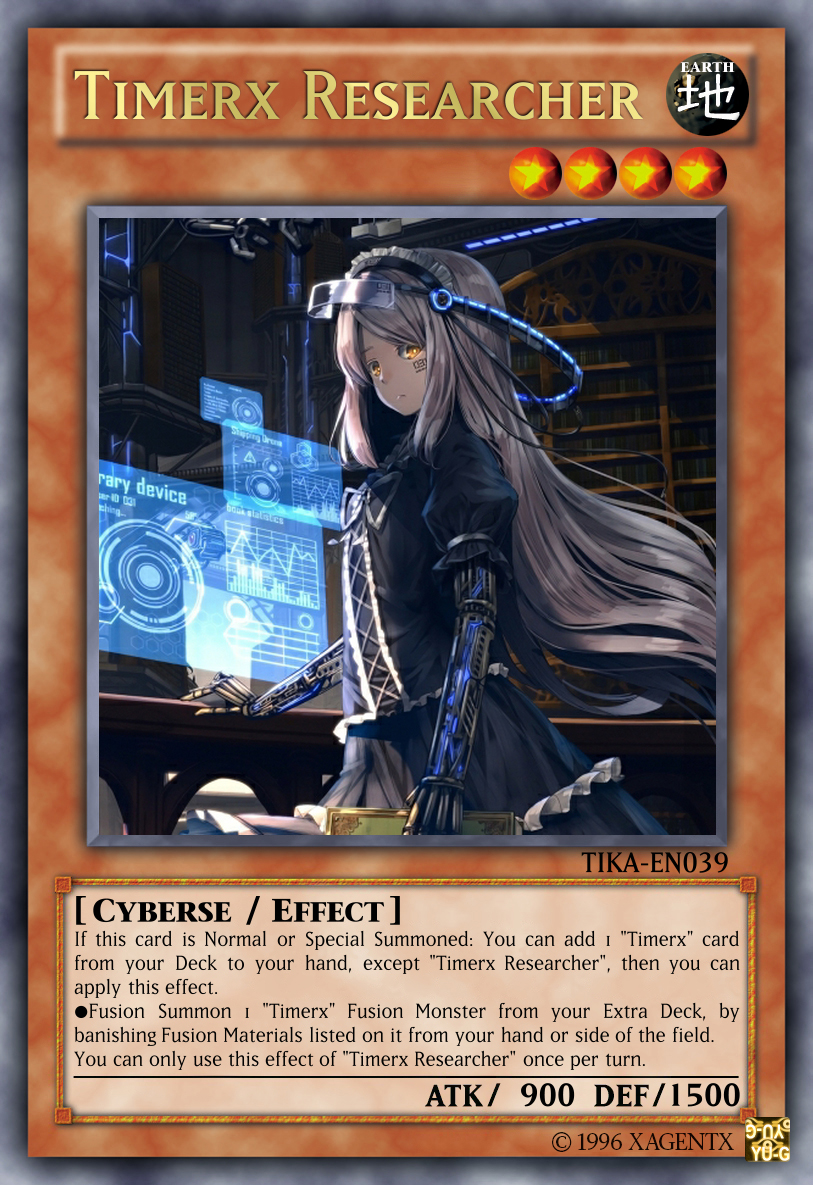 TIMERX RESEARCHER
EARTH
地
Shipping Drone
rary device
Book statistics
TIKA-EN039
[ CYBERSE / EFFECT ]
If this card is Normal or Special Summoned: You can add 1 "Timerx" card
from your Deck to your hand, except "Timerx Researcher", then you can
apply this effect.
●Fusion Summon 1 "Timerx" Fusion Monster from your Extra Deck, by
banishing Fusion Materials listed on it from your hand or side of the field.
You can only use this effect of "Timerx Researcher" once per turn.
ATK/ 900 DEF/1500
© 1996 XAGENTX